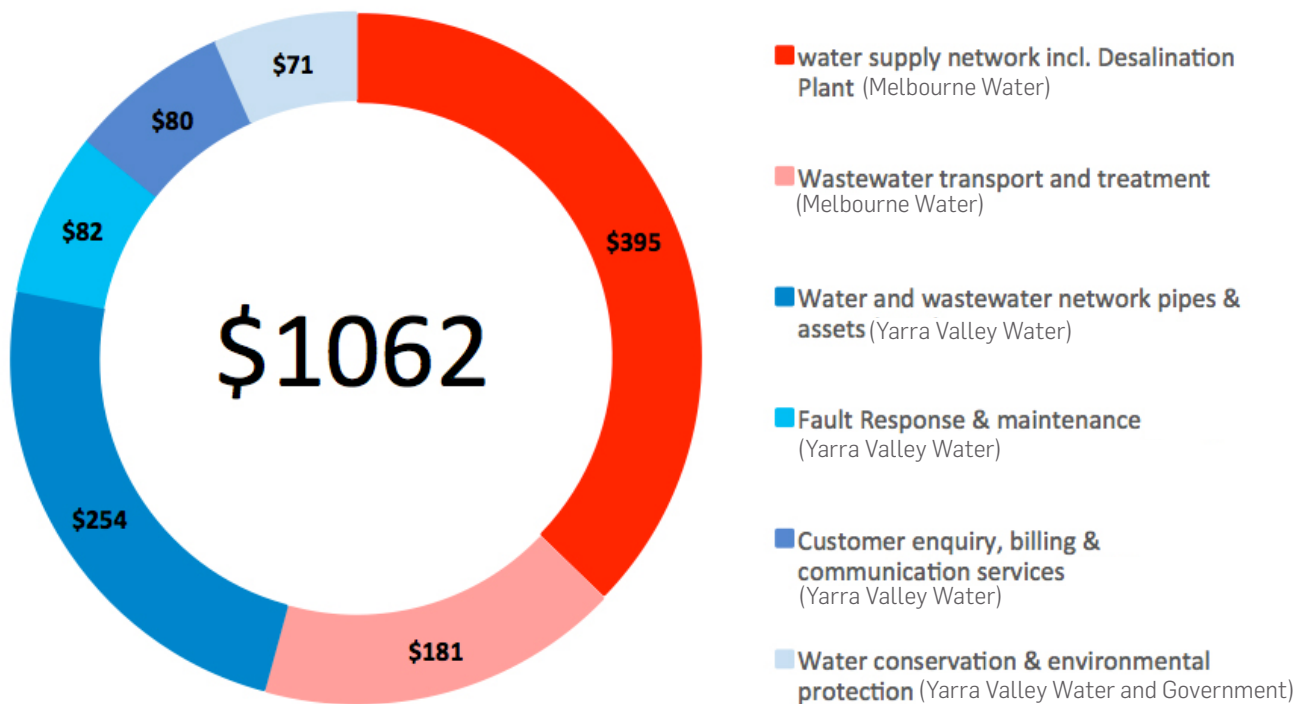 $71
$80
$82
$395
$1062
$254
$181
water supply network incl. Desalination
Plant (Melbourne Water)
Wastewater transport and treatment
(Melbourne Water)
Water and wastewater network pipes &
assets (Yarra Valley Water)
Fault Response & maintenance
(Yarra Valley Water)
Customer enquiry, billing &
communication services
(Yarra Valley Water)
Water conservation & environmental
protection (Yarra Valley Water and Government)